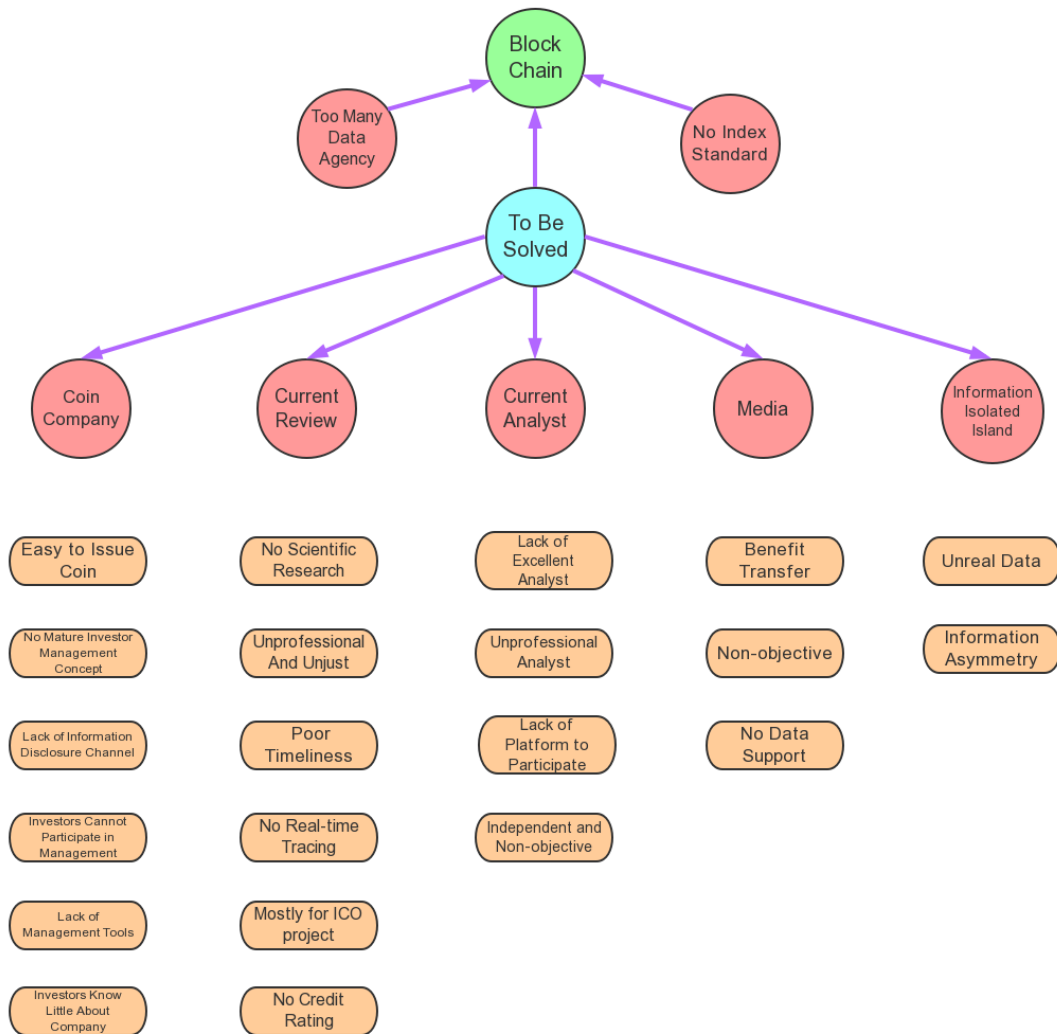 Block
Chain
Too Many
Data
Agency
No Index
Standard
To Be
Solved
Coin
Company
Current
Review
Current
Analyst
Media
Information
Isolated
Island
Easy to Issue
Coin
No Scientific
Research
Lack of
Excellent
Analyst
Benefit
Transfer
Unreal Data
No Mature Investor
Management
Concept
Unprofessional
And Unjust
Unprofessional
Analyst
Non-objective
Information
Asymmetry
Lack of Information
Disclosure Channel
Poor
Timeliness
Lack of
Platform to
Participate
No Data
Support
Investors Cannot
Participate in
Management
No Real-time
Tracing
Independent and
Non-objective
Lack of
Management Tools
Mostly for ICO
project
Investors Know
Little About
Company
No Credit
Rating